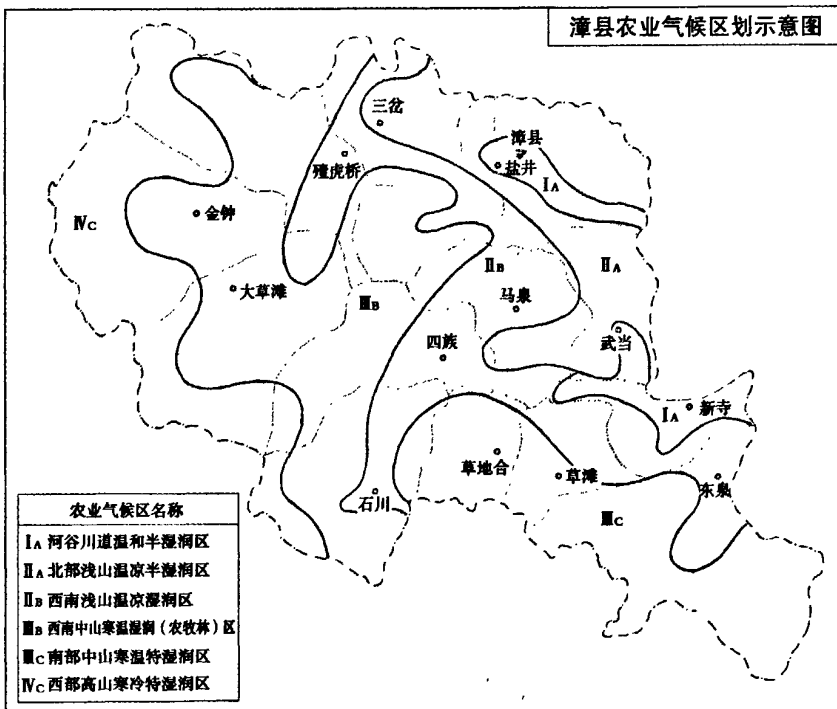 漳县农业气候区划示意图
三岔
漳县
盐井
殪虎桥
ⅠA
金钟
ⅣC
ⅡB
ⅡA
大草滩
ⅢB
马泉
武当
四族
ⅠA
新寺
草地合
草滩
东泉
石川
ⅢC
农业气候区名称
ⅠA 河谷川道温和半湿润区
ⅡA 北部浅山温凉半湿润区
ⅡB 西南浅山温凉湿润区
ⅢB 西南中山寒温湿润(农牧林)区
ⅢC 南部中山寒温特湿润区
ⅣC 西部高山寒冷特湿润区